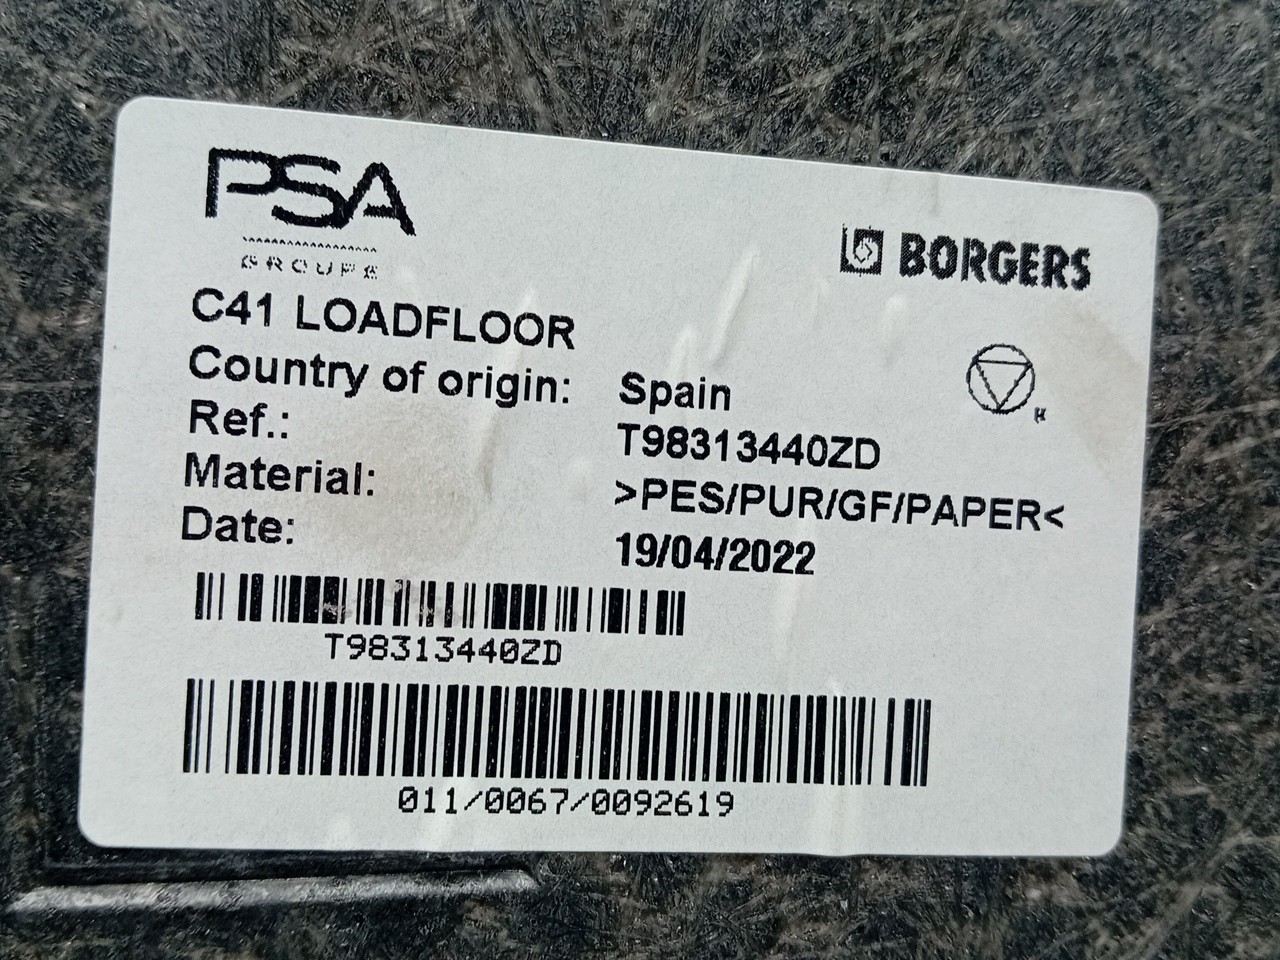 PSA
GROUPE
BORGERS
C41 LOADFLOOR
Country of origin: Spain
Ref.: T98313440ZD
Material: >PES/PUR/GF/PAPER<
Date: 19/04/2022
T98313440ZD
011/0067/0092619